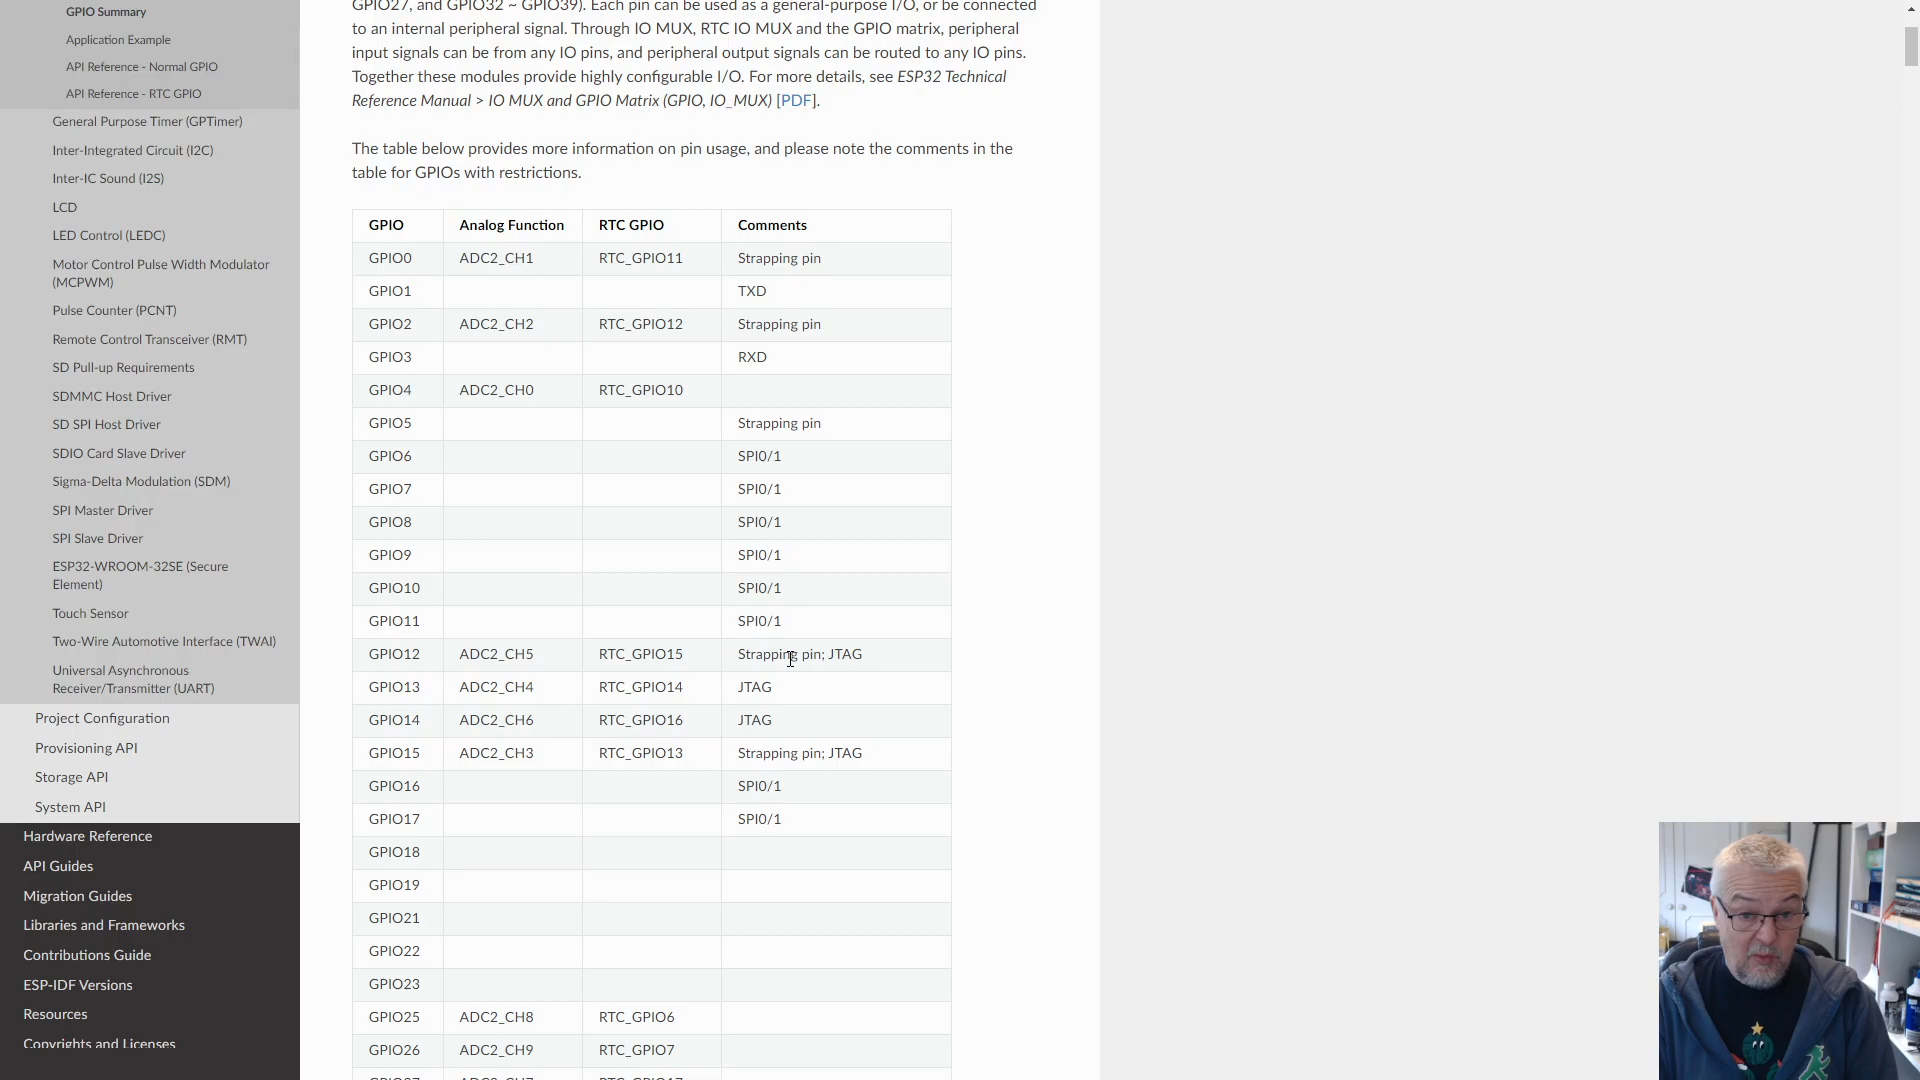 GPIO Summary
Application Example
API Reference - Normal GPIO
API Reference - RTC GPIO
General Purpose Timer (GPTimer)
Inter-Integrated Circuit (I2C)
Inter-IC Sound (I2S)
LCD
LED Control (LEDC)
Motor Control Pulse Width Modulator
(MCPWM)
Pulse Counter (PCNT)
Remote Control Transceiver (RMT)
SD Pull-up Requirements
SDMMC Host Driver
SD SPI Host Driver
SDIO Card Slave Driver
Sigma-Delta Modulation (SDM)
SPI Master Driver
SPI Slave Driver
ESP32-WROOM-32SE (Secure
Element)
Touch Sensor
Two-Wire Automotive Interface (TWAI)
Universal Asynchronous
Receiver/Transmitter (UART)
Project Configuration
Provisioning API
Storage API
System API
Hardware Reference
API Guides
Migration Guides
Libraries and Frameworks
Contributions Guide
ESP-IDF Versions
Resources
Copyrights and Licenses
GPIO27, and GPIO32 ~ GPIO39). Each pin can be used as a general-purpose I/O, or be connected
to an internal peripheral signal. Through IO MUX, RTC IO MUX and the GPIO matrix, peripheral
input signals can be from any IO pins, and peripheral output signals can be routed to any IO pins.
Together these modules provide highly configurable I/O. For more details, see ESP32 Technical
Reference Manual > IO MUX and GPIO Matrix (GPIO, IO_MUX) [PDF].
The table below provides more information on pin usage, and please note the comments in the
table for GPIOs with restrictions.
GPIO Analog Function RTC GPIO Comments
GPIO0 ADC2_CH1 RTC_GPIO11 Strapping pin
GPIO1 TXD
GPIO2 ADC2_CH2 RTC_GPIO12 Strapping pin
GPIO3 RXD
GPIO4 ADC2_CH0 RTC_GPIO10
GPIO5 Strapping pin
GPIO6 SPI0/1
GPIO7 SPI0/1
GPIO8 SPI0/1
GPIO9 SPI0/1
GPIO10 SPI0/1
GPIO11 SPI0/1
GPIO12 ADC2_CH5 RTC_GPIO15 Strapping pin; JTAG
GPIO13 ADC2_CH4 RTC_GPIO14 JTAG
GPIO14 ADC2_CH6 RTC_GPIO16 JTAG
GPIO15 ADC2_CH3 RTC_GPIO13 Strapping pin; JTAG
GPIO16 SPI0/1
GPIO17 SPI0/1
GPIO18
GPIO19
GPIO21
GPIO22
GPIO23
GPIO25 ADC2_CH8 RTC_GPIO6
GPIO26 ADC2_CH9 RTC_GPIO7